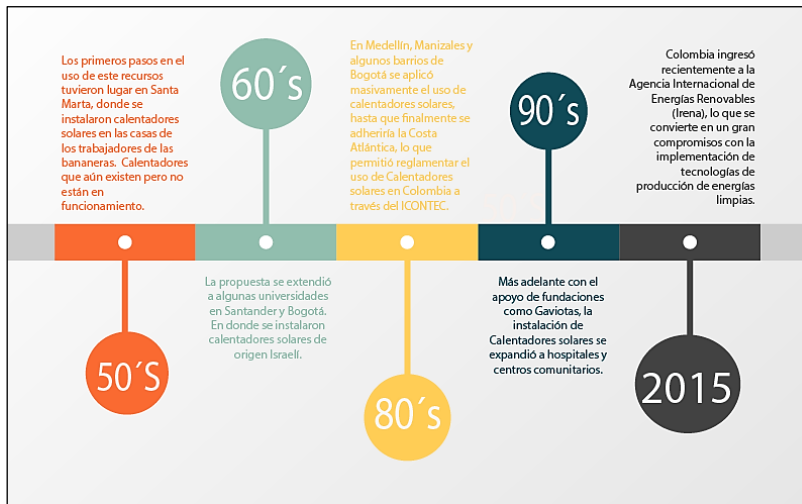 Los primeros pasos en el
uso de este recursos
tuvieron lugar en Santa
Marta, donde se
instalaron calentadores
solares en las casas de
los trabajadores de las
bananeras. Calentadores
que aún existen pero no
están en
funcionamiento.
50´S
60´s
La propuesta se extendió
a algunas universidades
en Santander y Bogotá.
En donde se instalaron
calentadores solares de
origen Israelí.
En Medellín, Manizales y
algunos barrios de
Bogotá se aplicó
masivamente el uso de
calentadores solares,
hasta que finalmente se
adheriría la Costa
Atlántica, lo que
permitió reglamentar el
uso de Calentadores
solares en Colombia a
través del ICONTEC.
80´s
90´s
Más adelante con el
apoyo de fundaciones
como Gaviotas, la
instalación de
Calentadores solares se
expandió a hospitales y
centros comunitarios.
Colombia ingresó
recientemente a la
Agencia Internacional de
Energías Renovables
(Irena), lo que se
convierte en un gran
compromisos con la
implementación de
tecnologías de
producción de energías
limpias.
2015